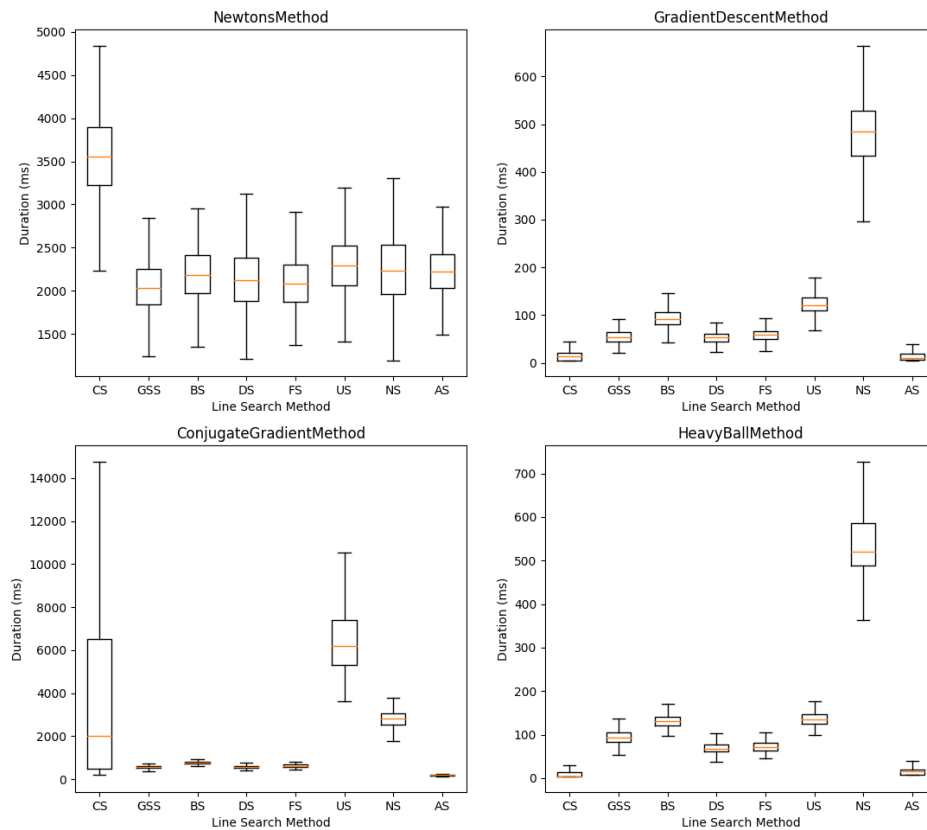 NewtonsMethod
5000
4500
4000
3500
3000
2500
2000
1500
Duration (ms)
CS GSS BS DS FS US NS AS
Line Search Method
GradientDescentMethod
600
500
400
300
200
100
0
Duration (ms)
CS GSS BS DS FS US NS AS
Line Search Method
ConjugateGradientMethod
14000
12000
10000
8000
6000
4000
2000
0
Duration (ms)
CS GSS BS DS FS US NS AS
Line Search Method
HeavyBallMethod
700
600
500
400
300
200
100
0
Duration (ms)
CS GSS BS DS FS US NS AS
Line Search Method